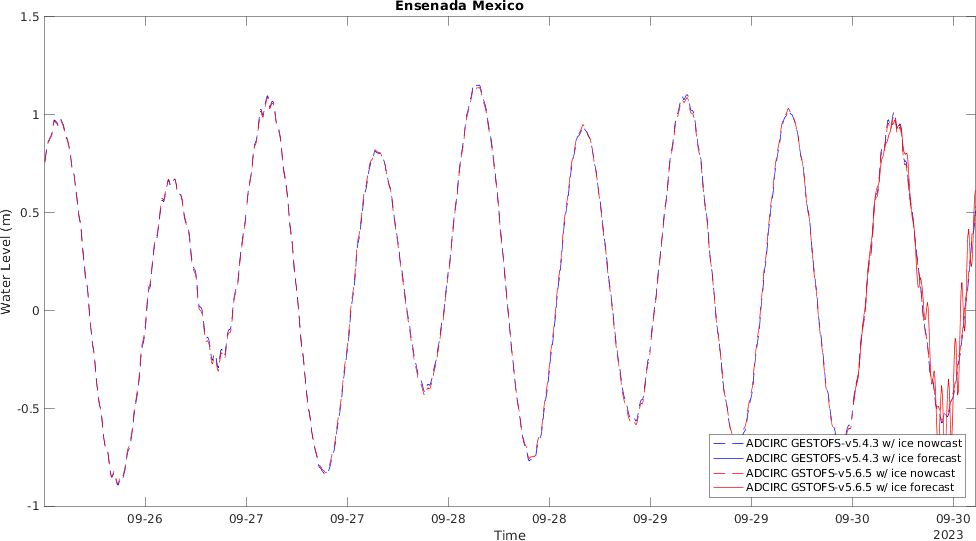 Ensenada Mexico
1.5
1
0.5
0
-0.5
-1
Water Level (m)
ADCIRC GESTOFS-v5.4.3 w/ ice nowcast
ADCIRC GESTOFS-v5.4.3 w/ ice forecast
ADCIRC GSTOFS-v5.6.5 w/ ice nowcast
ADCIRC GSTOFS-v5.6.5 w/ ice forecast
09-26 09-27 09-27 09-28 09-28 09-29 09-29 09-30 09-30
2023
Time